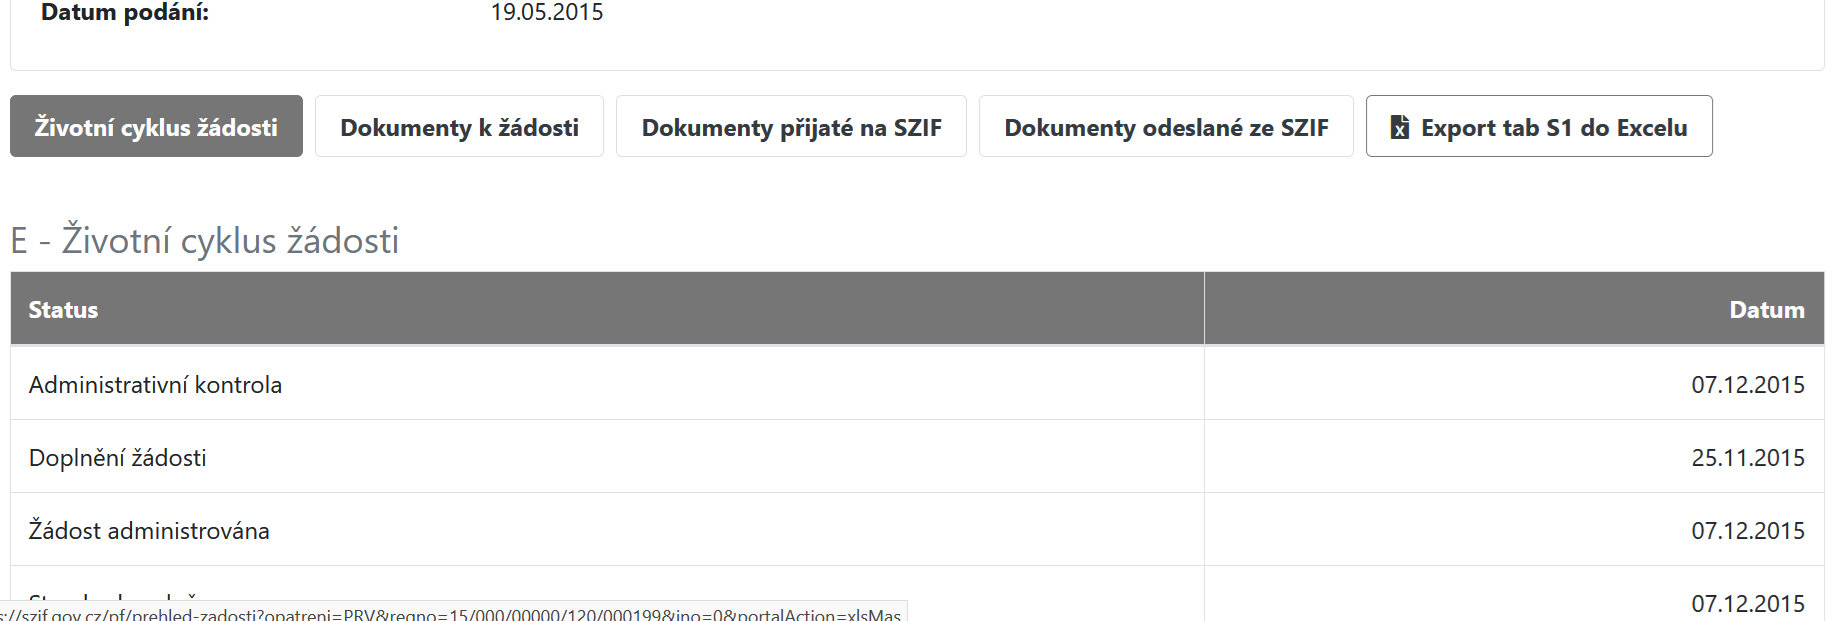 Datum podání: 19.05.2015
Životní cyklus žádosti Dokumenty k žádosti Dokumenty přijaté na SZIF Dokumenty odeslané ze SZIF Export tab S1 do Excelu
E - Životní cyklus žádosti
Status Datum
Administrativní kontrola 07.12.2015
Doplnění žádosti 25.11.2015
Žádost administrována 07.12.2015
07.12.2015
s://szif.gov.cz/pf/prehled-zadosti?opatreni=PRV&regno=15/000/00000/120/000199&ino=0&portalAction=xlsMas